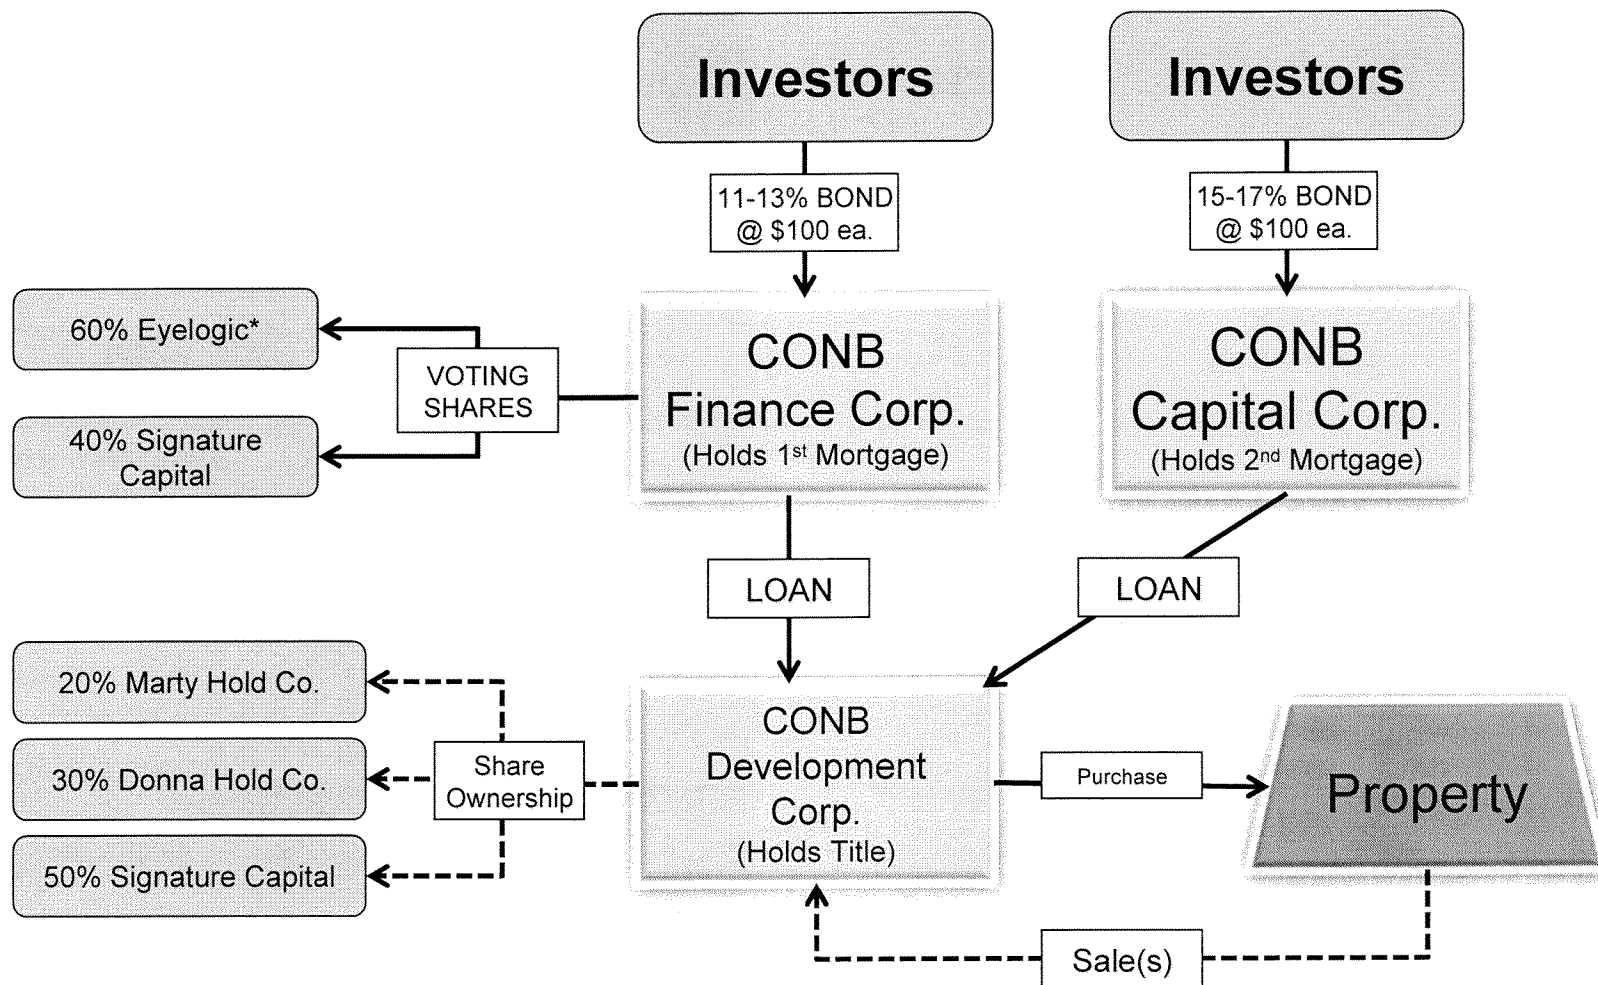 Investors
Investors
11-13% BOND
@ $100 ea.
15-17% BOND
@ $100 ea.
60% Eyelogic*
VOTING
SHARES
40% Signature
Capital
CONB
Finance Corp.
(Holds 1st Mortgage)
CONB
Capital Corp.
(Holds 2nd Mortgage)
LOAN
LOAN
20% Marty Hold Co.
30% Donna Hold Co.
50% Signature Capital
Share
Ownership
CONB
Development
Corp.
(Holds Title)
Purchase
Property
Sale(s)